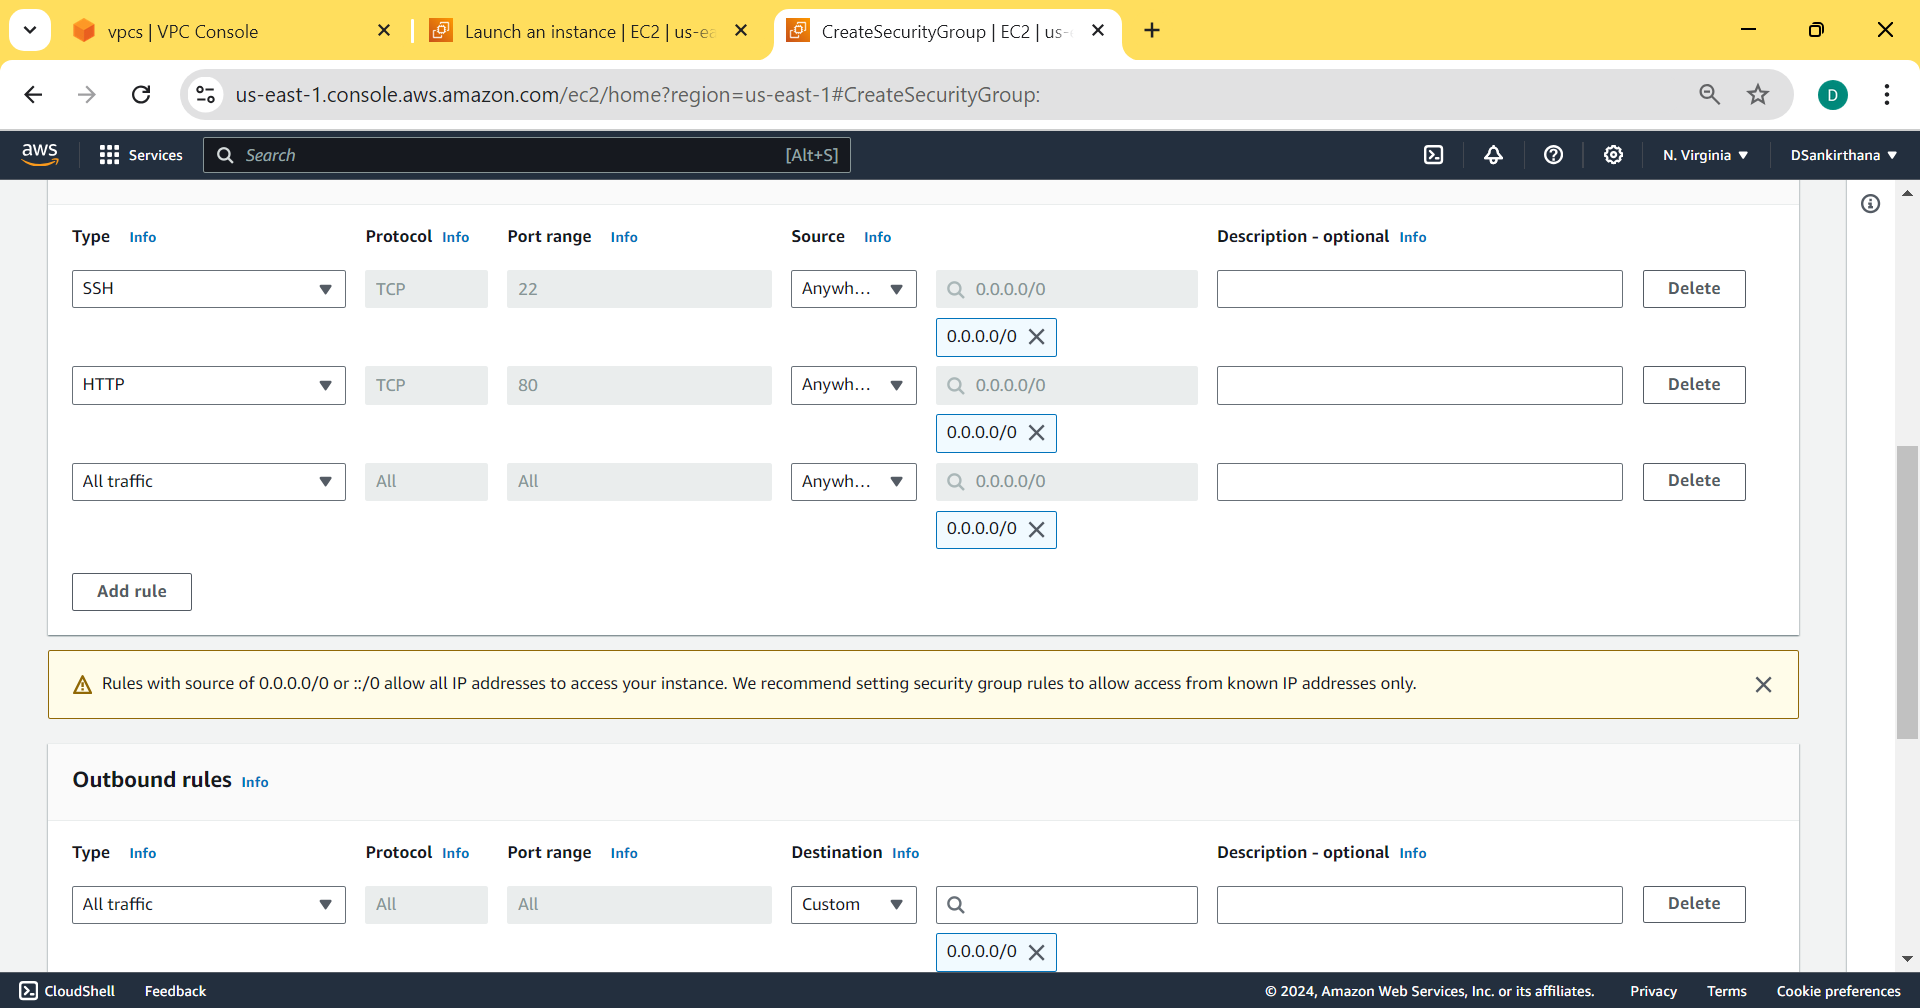 vpcs | VPC Console
Launch an instance | EC2 | us-ea
CreateSecurityGroup | EC2 | us-
us-east-1.console.aws.amazon.com/ec2/home?region=us-east-1#CreateSecurityGroup:
D
aws
Services
Search
[Alt+S]
N. Virginia
DSankirthana
Type Info
Protocol Info
Port range Info
Source Info
Description - optional Info
SSH
TCP
22
Anywh...
0.0.0.0/0
Delete
0.0.0.0/0
HTTP
TCP
80
Anywh...
0.0.0.0/0
Delete
0.0.0.0/0
All traffic
All
All
Anywh...
0.0.0.0/0
Delete
0.0.0.0/0
Add rule
Rules with source of 0.0.0.0/0 or ::/0 allow all IP addresses to access your instance. We recommend setting security group rules to allow access from known IP addresses only.
Outbound rules Info
Type Info
Protocol Info
Port range Info
Destination Info
Description - optional Info
All traffic
All
All
Custom
Delete
0.0.0.0/0
CloudShell
Feedback
© 2024, Amazon Web Services, Inc. or its affiliates.
Privacy
Terms
Cookie preferences